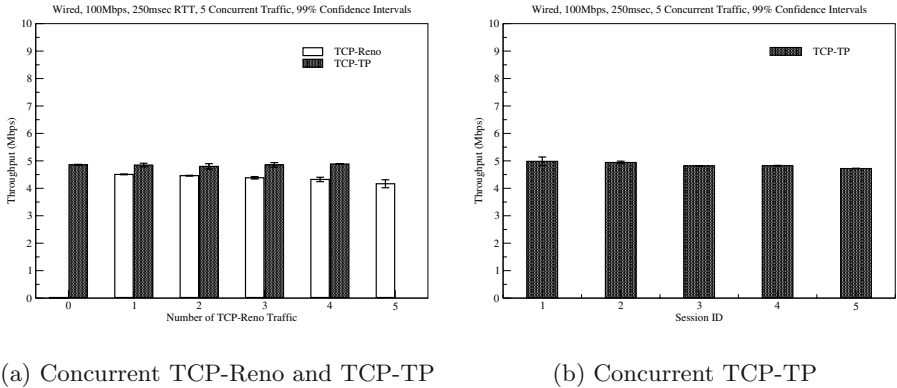 Wired, 100Mbps, 250msec RTT, 5 Concurrent Traffic, 99% Confidence Intervals
10
9
8
7
6
5
4
3
2
1
0
Throughput (Mbps)
TCP-Reno
TCP-TP
0 1 2 3 4 5
Number of TCP-Reno Traffic
(a) Concurrent TCP-Reno and TCP-TP
Wired, 100Mbps, 250msec, 5 Concurrent Traffic, 99% Confidence Intervals
10
9
8
7
6
5
4
3
2
1
0
Throughput (Mbps)
TCP-TP
1 2 3 4 5
Session ID
(b) Concurrent TCP-TP